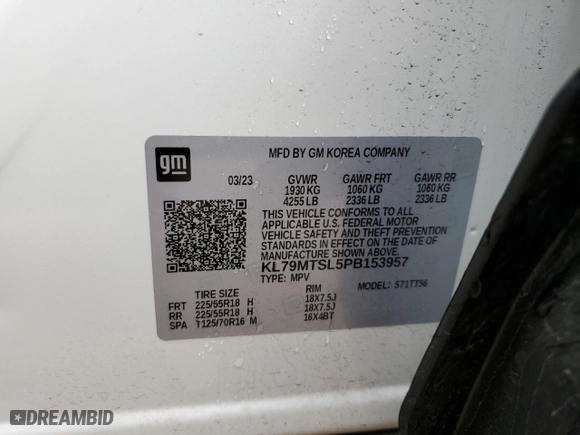 gm
MFD BY GM KOREA COMPANY
03/23 GVWR GAWR FRT GAWR RR
1930 KG 1060 KG 1060 KG
4255 LB 2336 LB 2336 LB
THIS VEHICLE CONFORMS TO ALL
APPLICABLE U.S. FEDERAL MOTOR
VEHICLE SAFETY, BUMPER, AND THEFT PREVENTION
STANDARDS IN EFFECT ON THE DATE OF
MANUFACTURE SHOWN ABOVE.
KL79MTSL5PB153957
TYPE: MPV MODEL: 571TT56
TIRE SIZE RIM
FRT 225/55R18 H 18X7.5J
RR 225/55R18 H 18X7.5J
SPA T125/70R16 M 16X4BT
DREAMBID